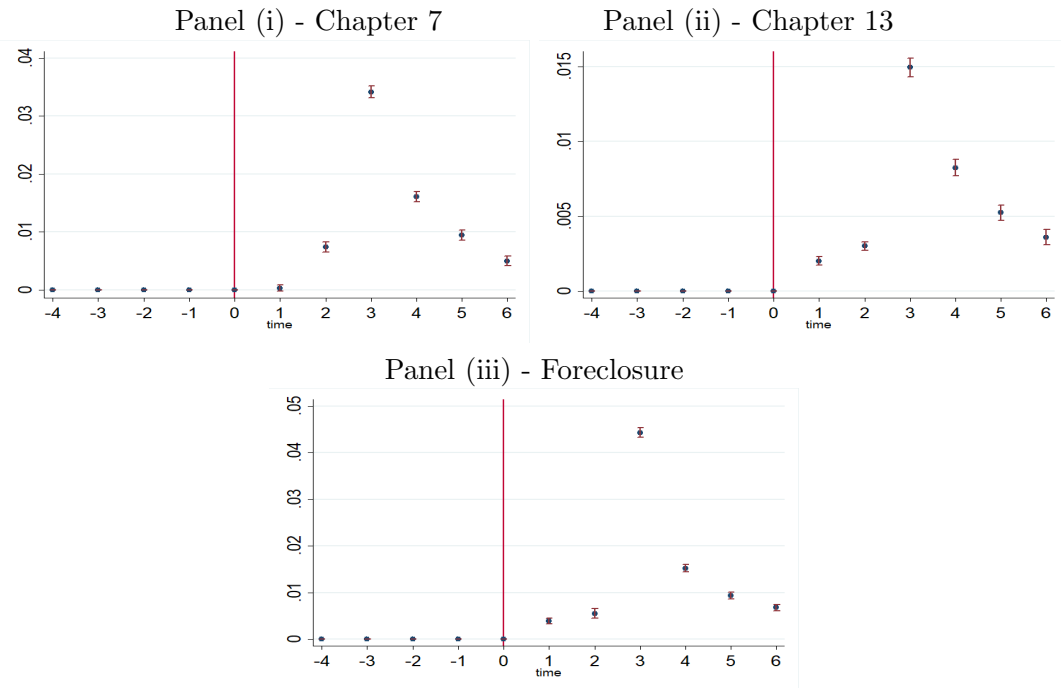 Panel (i) - Chapter 7
.04
.03
.02
.01
0
-4 -3 -2 -1 0 1 2 3 4 5 6
time
Panel (ii) - Chapter 13
.015
.01
.005
0
-4 -3 -2 -1 0 1 2 3 4 5 6
time
Panel (iii) - Foreclosure
.05
.04
.03
.02
.01
0
-4 -3 -2 -1 0 1 2 3 4 5 6
time